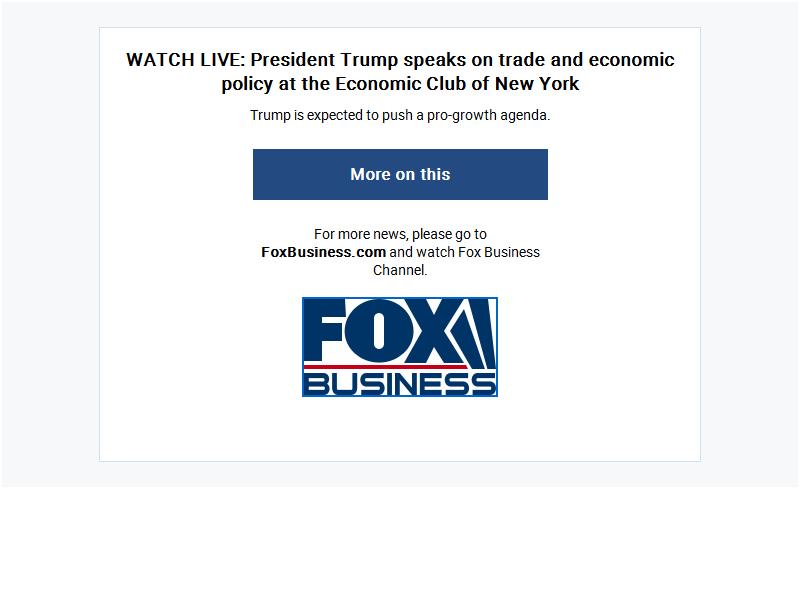 WATCH LIVE: President Trump speaks on trade and economic
policy at the Economic Club of New York
Trump is expected to push a pro-growth agenda.
More on this
For more news, please go to
FoxBusiness.com and watch Fox Business
Channel.
FOX
BUSINESS